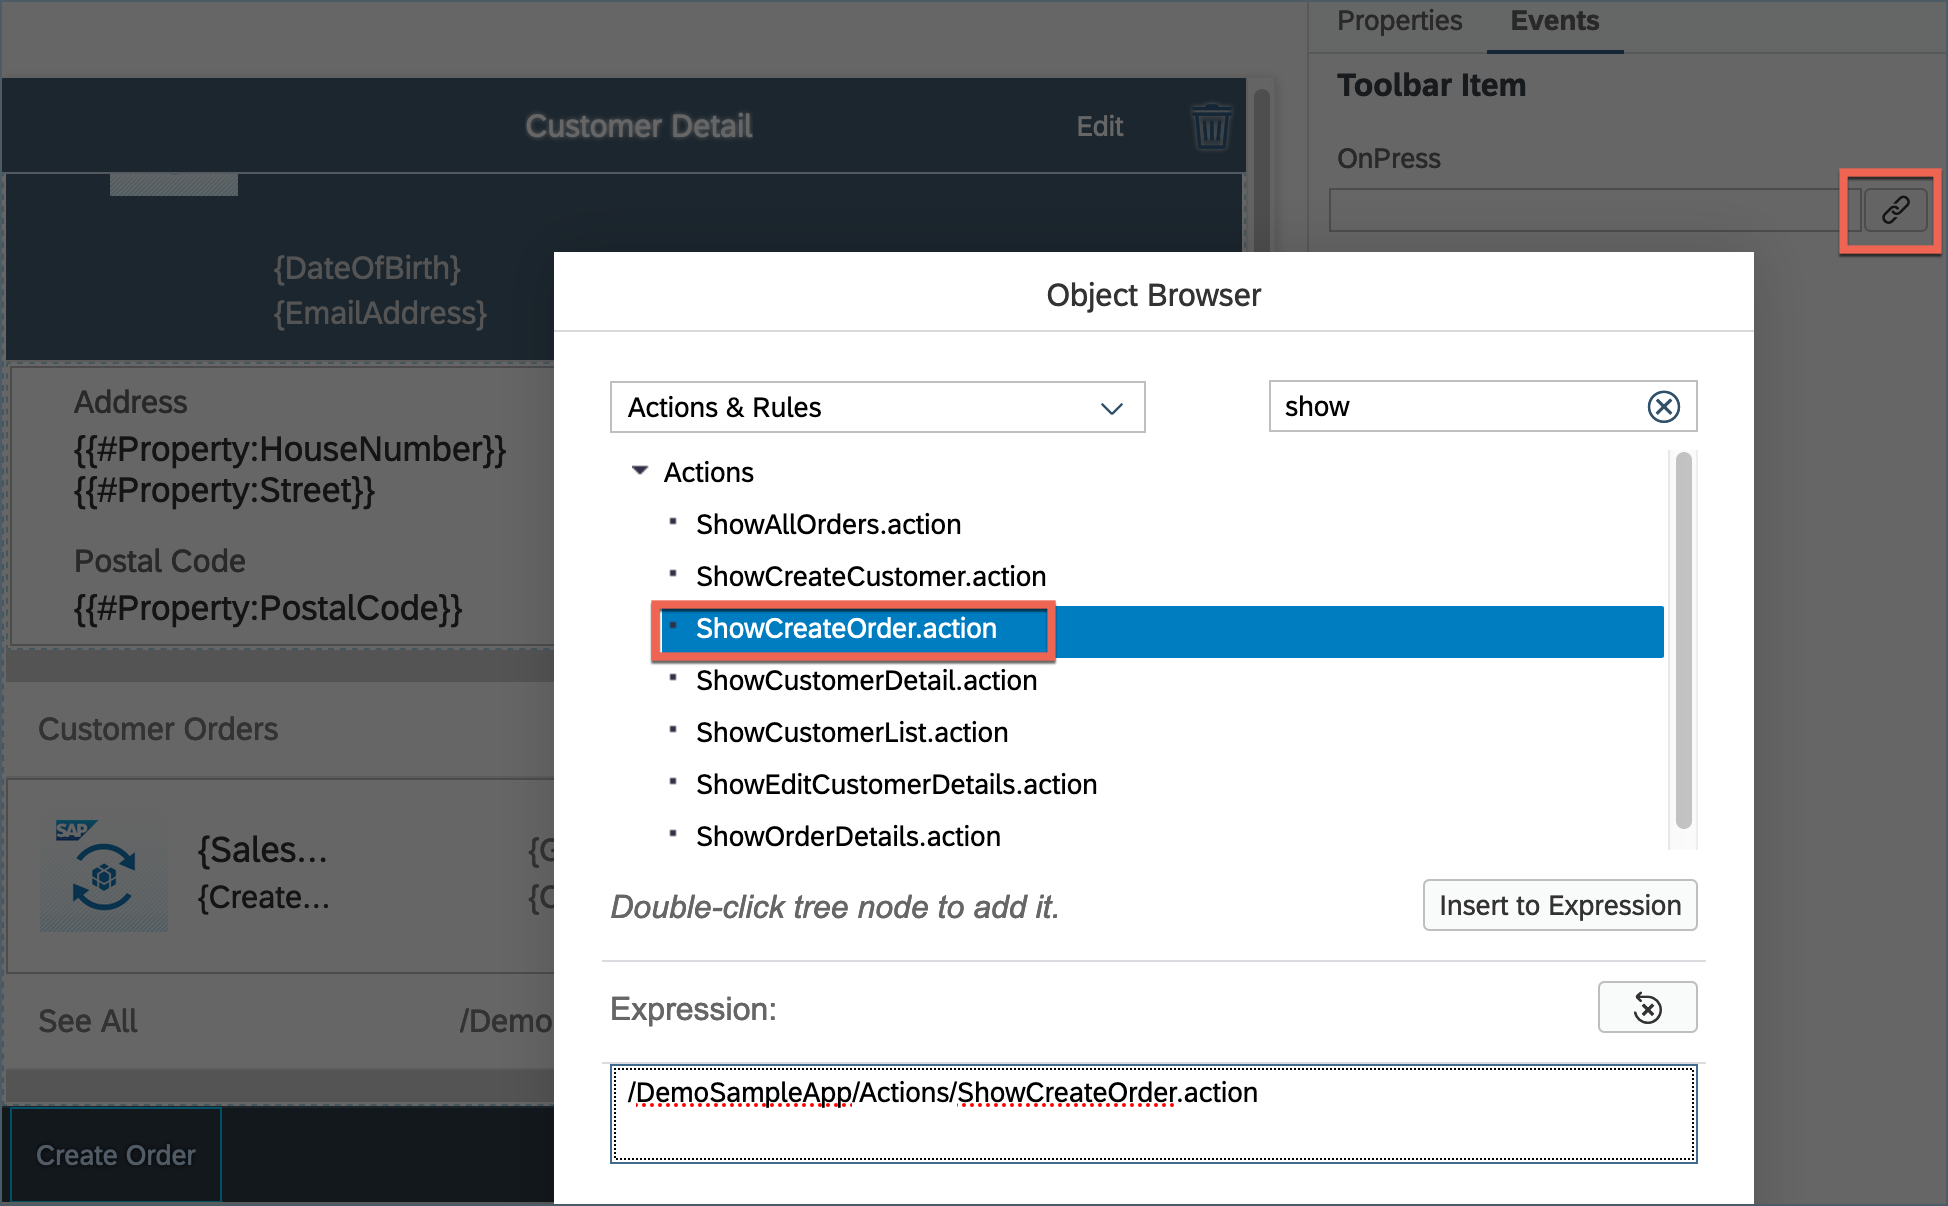 Properties
Events
Toolbar Item
OnPress
Customer Detail
Edit
{DateOfBirth}
{EmailAddress}
Address
{{#Property:HouseNumber}}
{{#Property:Street}}
Postal Code
{{#Property:PostalCode}}
Customer Orders
SAP
{Sales...
{Create...
See All
/Demo
Create Order
Object Browser
Actions & Rules
show
Actions
ShowAllOrders.action
ShowCreateCustomer.action
ShowCreateOrder.action
ShowCustomerDetail.action
ShowCustomerList.action
ShowEditCustomerDetails.action
ShowOrderDetails.action
Double-click tree node to add it.
Insert to Expression
Expression:
/DemoSampleApp/Actions/ShowCreateOrder.action